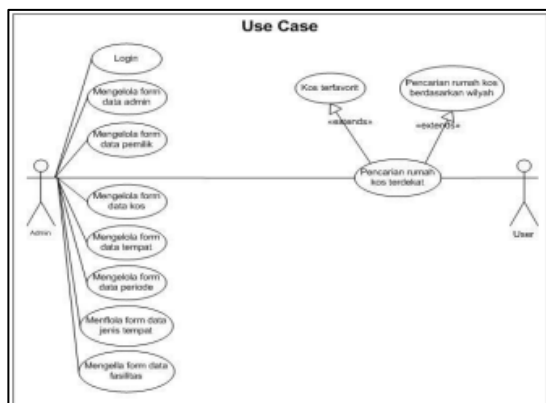 Use Case
Login
Mengelola form
data admin
Mengelola form
data pemilik
Mengelola form
data kos
Mengelola form
data tempat
Mengelola form
data periode
Menflola form data
jenis tempat
Mengella form data
fasilitas
Admin
Kos terfavorit
Pencarian rumah kos
berdasarkan wilyah
«extends»
«extends»
Pencarian rumah
kos terdekat
User